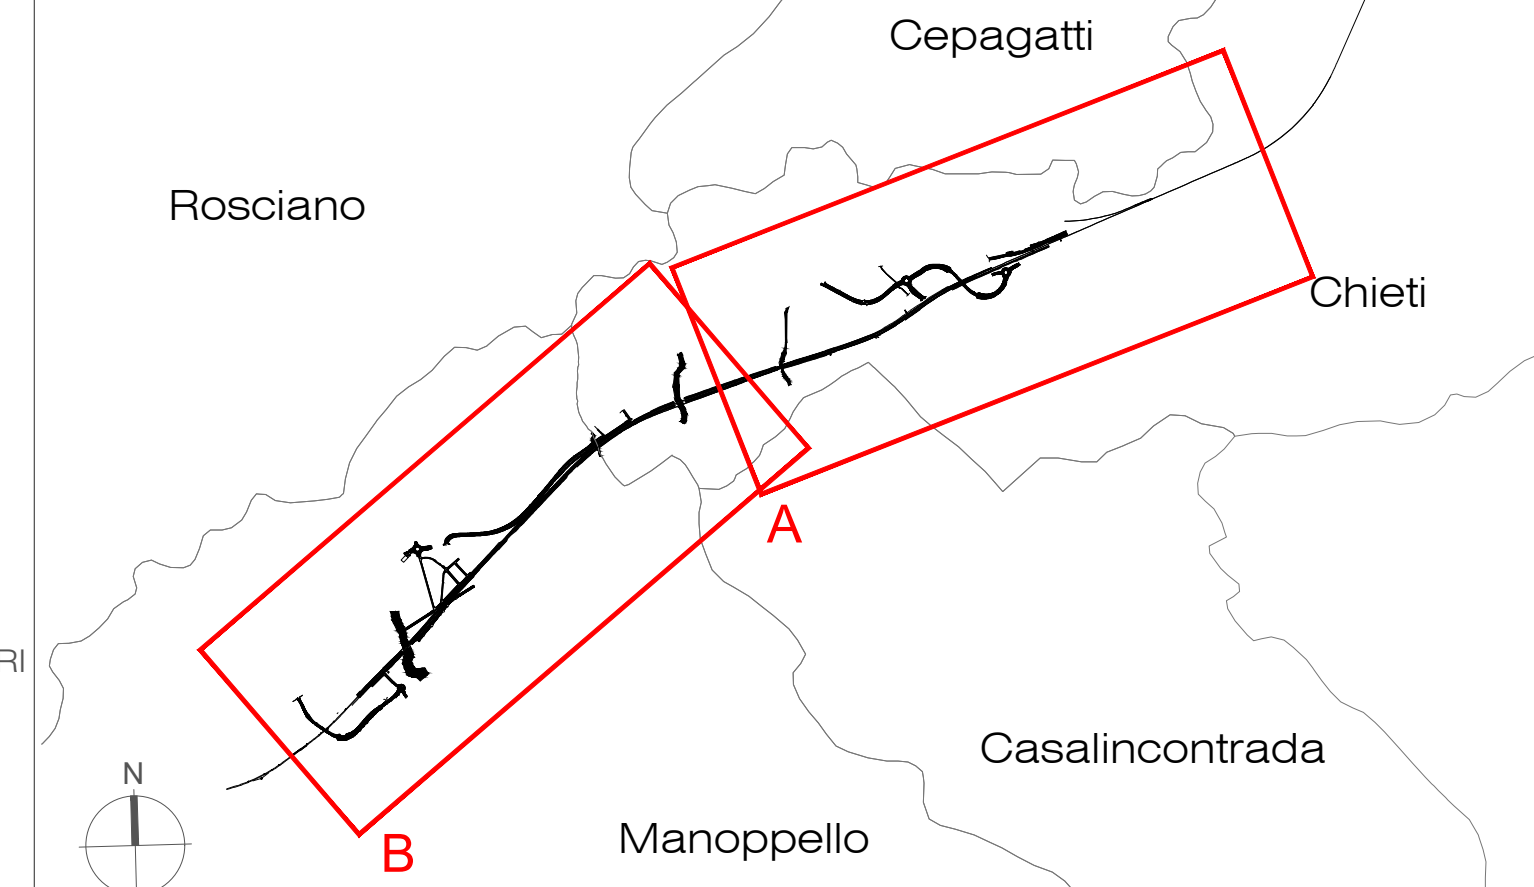 Cepagatti
Rosciano
Chieti
A
RI
Casalincontrada
N
Manoppello
B